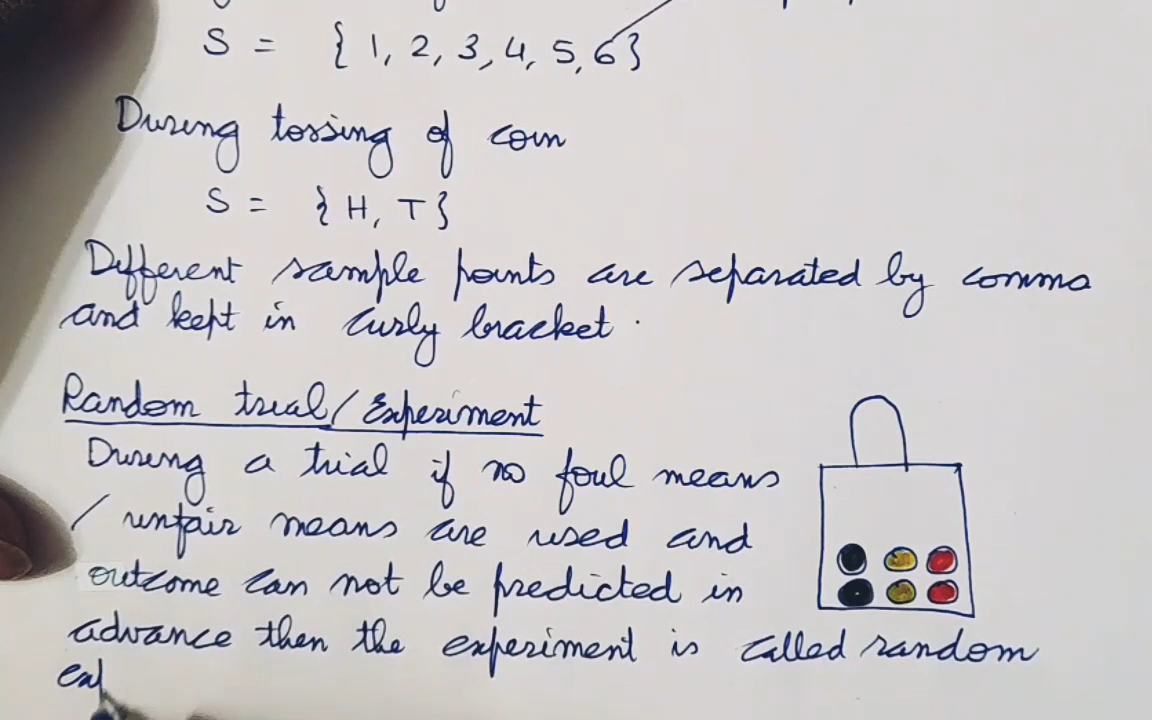 S = { 1, 2, 3, 4, 5, 6 }
During tossing of coin
S = { H, T }
Different sample points are separated by comma
and kept in curly bracket.
Random trial / Experiment
During a trial if no foul means
/ unfair means are used and
outcome can not be predicted in
advance then the experiment is called random